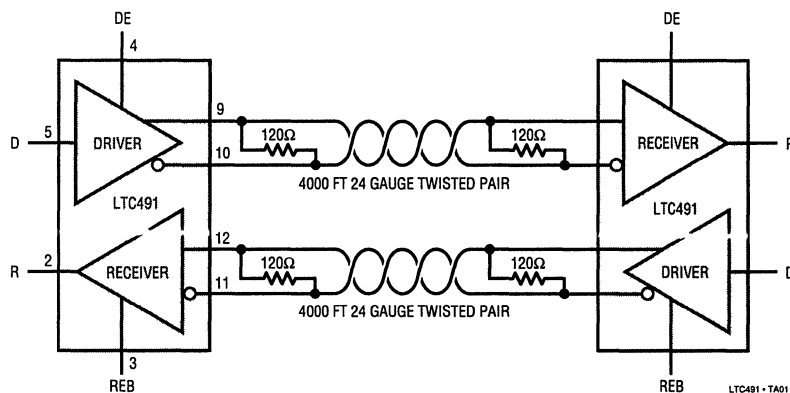 DE DE
4
9
D 5 DRIVER 120Ω 120Ω RECEIVER
10
4000 FT 24 GAUGE TWISTED PAIR
LTC491 LTC491
12
R 2 RECEIVER 120Ω 120Ω DRIVER
11
4000 FT 24 GAUGE TWISTED PAIR
3
REB REB
LTC491 • TA01